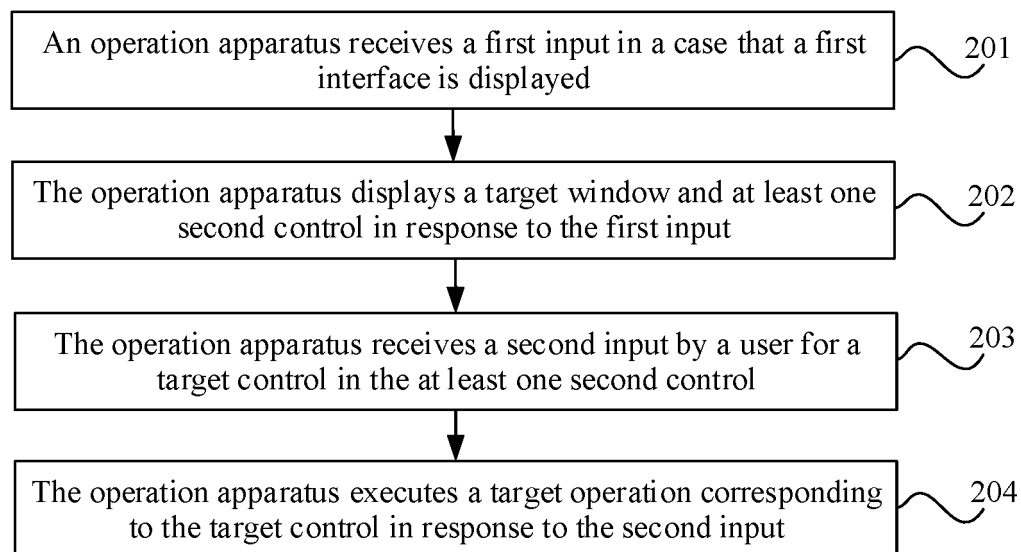 An operation apparatus receives a first input in a case that a first
interface is displayed
201
The operation apparatus displays a target window and at least one
second control in response to the first input
202
The operation apparatus receives a second input by a user for a
target control in the at least one second control
203
The operation apparatus executes a target operation corresponding
to the target control in response to the second input
204